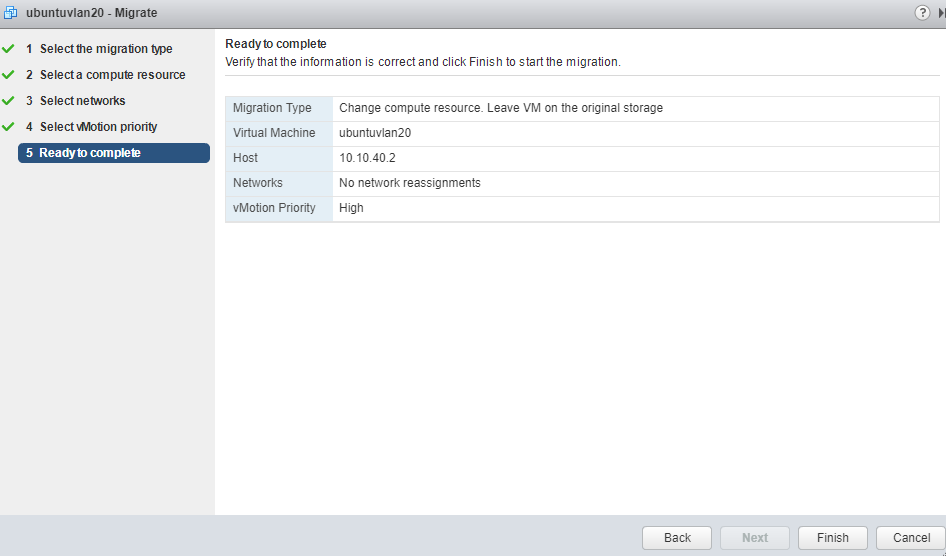 ubuntuvlan20 - Migrate
?
1 Select the migration type
2 Select a compute resource
3 Select networks
4 Select vMotion priority
5 Ready to complete
Ready to complete
Verify that the information is correct and click Finish to start the migration.
Migration Type Change compute resource. Leave VM on the original storage
Virtual Machine ubuntuvlan20
Host 10.10.40.2
Networks No network reassignments
vMotion Priority High
Back Next Finish Cancel